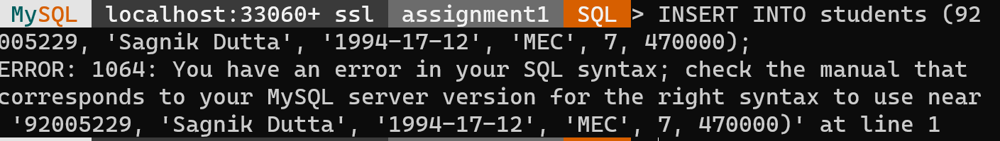 MySQL localhost:33060+ ssl assignment1 SQL > INSERT INTO students (92
005229, 'Sagnik Dutta', '1994-17-12', 'MEC', 7, 470000);
ERROR: 1064: You have an error in your SQL syntax; check the manual that
corresponds to your MySQL server version for the right syntax to use near
'92005229, 'Sagnik Dutta', '1994-17-12', 'MEC', 7, 470000)' at line 1